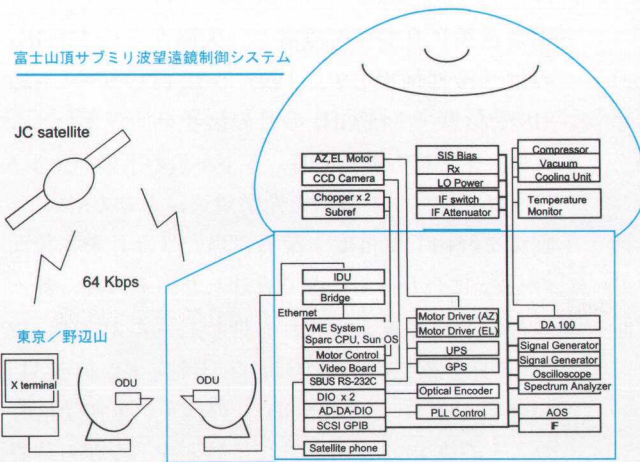 富士山頂サブミリ波望遠鏡制御システム
JC satellite
64 Kbps
東京／野辺山
X terminal
ODU
ODU
AZ,EL Motor
CCD Camera
Chopper x 2
Subref
SIS Bias
Rx
LO Power
IF switch
IF Attenuator
Compressor
Vacuum
Cooling Unit
Temperature
Monitor
IDU
Bridge
Ethernet
VME System
Sparc CPU, Sun OS
Motor Control
Video Board
SBUS RS-232C
DIO x 2
AD-DA-DIO
SCSI GPIB
Satellite phone
Motor Driver (AZ)
Motor Driver (EL)
UPS
GPS
Optical Encoder
PLL Control
DA 100
Signal Generator
Signal Generator
Oscilloscope
Spectrum Analyzer
AOS
IF